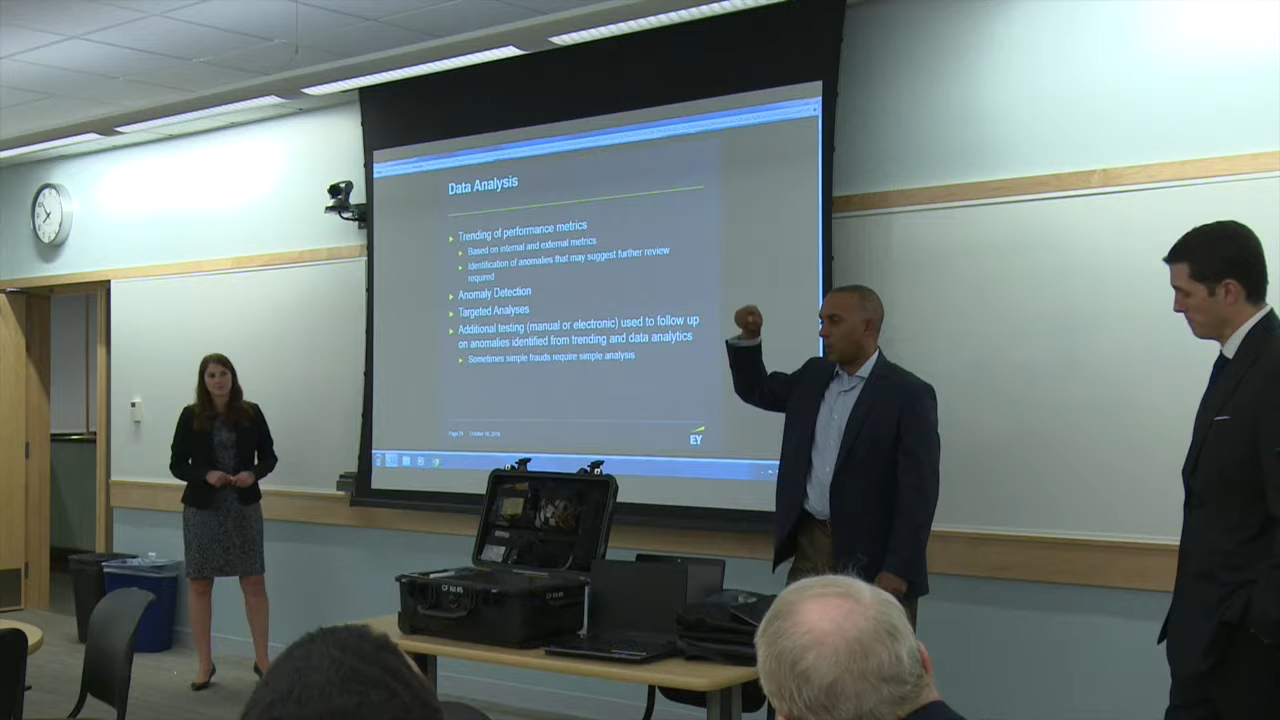 Data Analysis
Trending of performance metrics
Based on internal and external metrics
Identification of anomalies that may suggest further review
required
Anomaly Detection
Targeted Analyses
Additional testing (manual or electronic) used to follow up
on anomalies identified from trending and data analytics
Sometimes simple frauds require simple analysis
EY